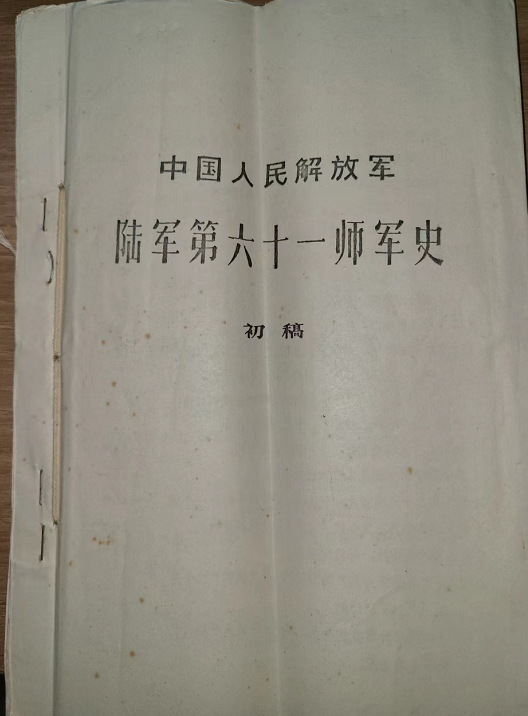 中国人民解放军
陆军第六十一师军史
初稿